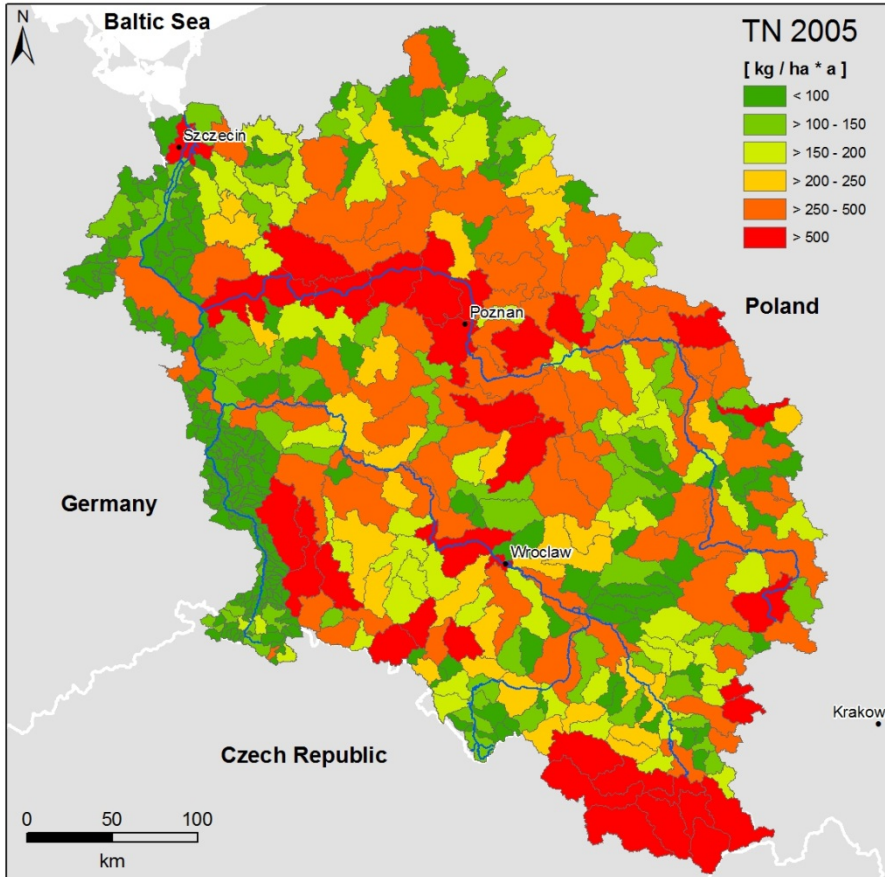 N
Baltic Sea
TN 2005
[ kg / ha * a ]
< 100
> 100 - 150
> 150 - 200
> 200 - 250
> 250 - 500
> 500
Szczecin
Poland
Poznan
Germany
Wroclaw
Krakow
Czech Republic
0 50 100
km